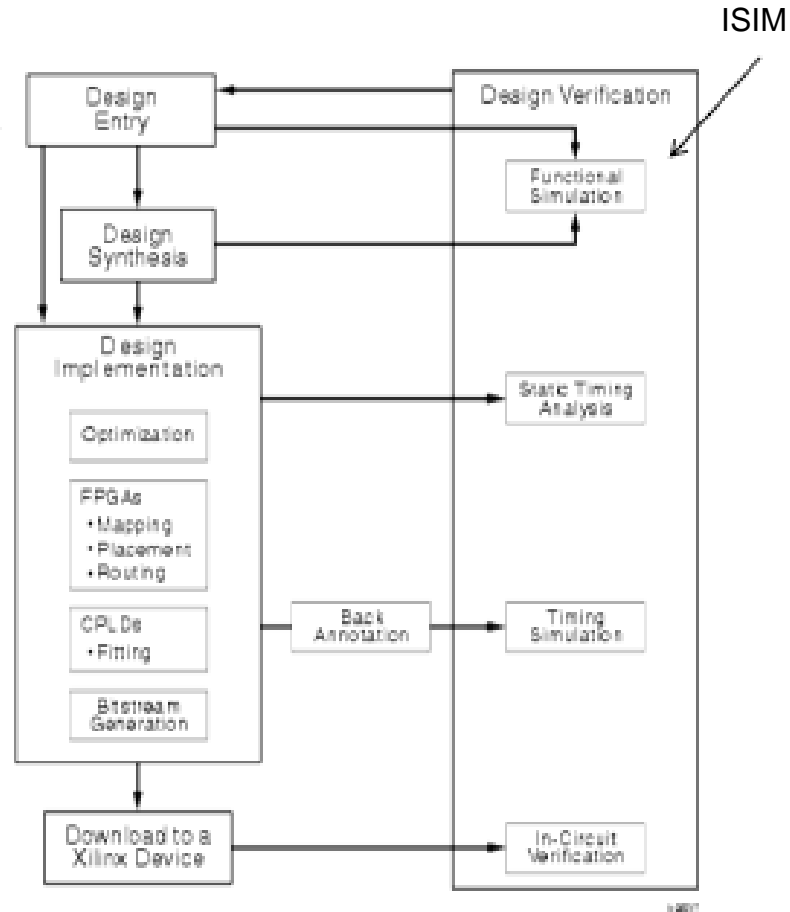 ISIM
Design
Entry
Design Verification
Functional
Simulation
Design
Synthesis
Design
Implementation
Static Timing
Analysis
Optimization
FPGAs
•Mapping
•Placement
•Routing
Back
Annotation
Timing
Simulation
CPLDs
•Fitting
Bitstream
Generation
Download to a
Xilinx Device
In-Circuit
Verification